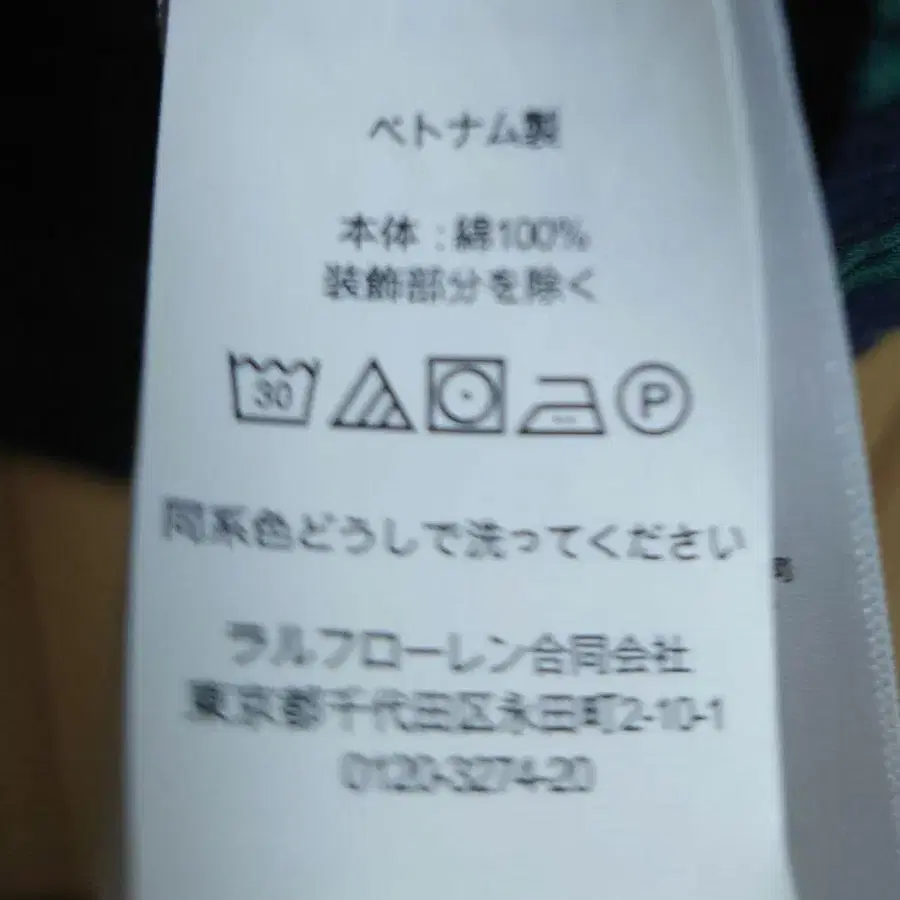 ベトナム製
本体:綿100%
装飾部分を除く
30
P
同系色どうしで洗ってください
ラルフローレン合同会社
東京都千代田区永田町2-10-1
0120-3274-20